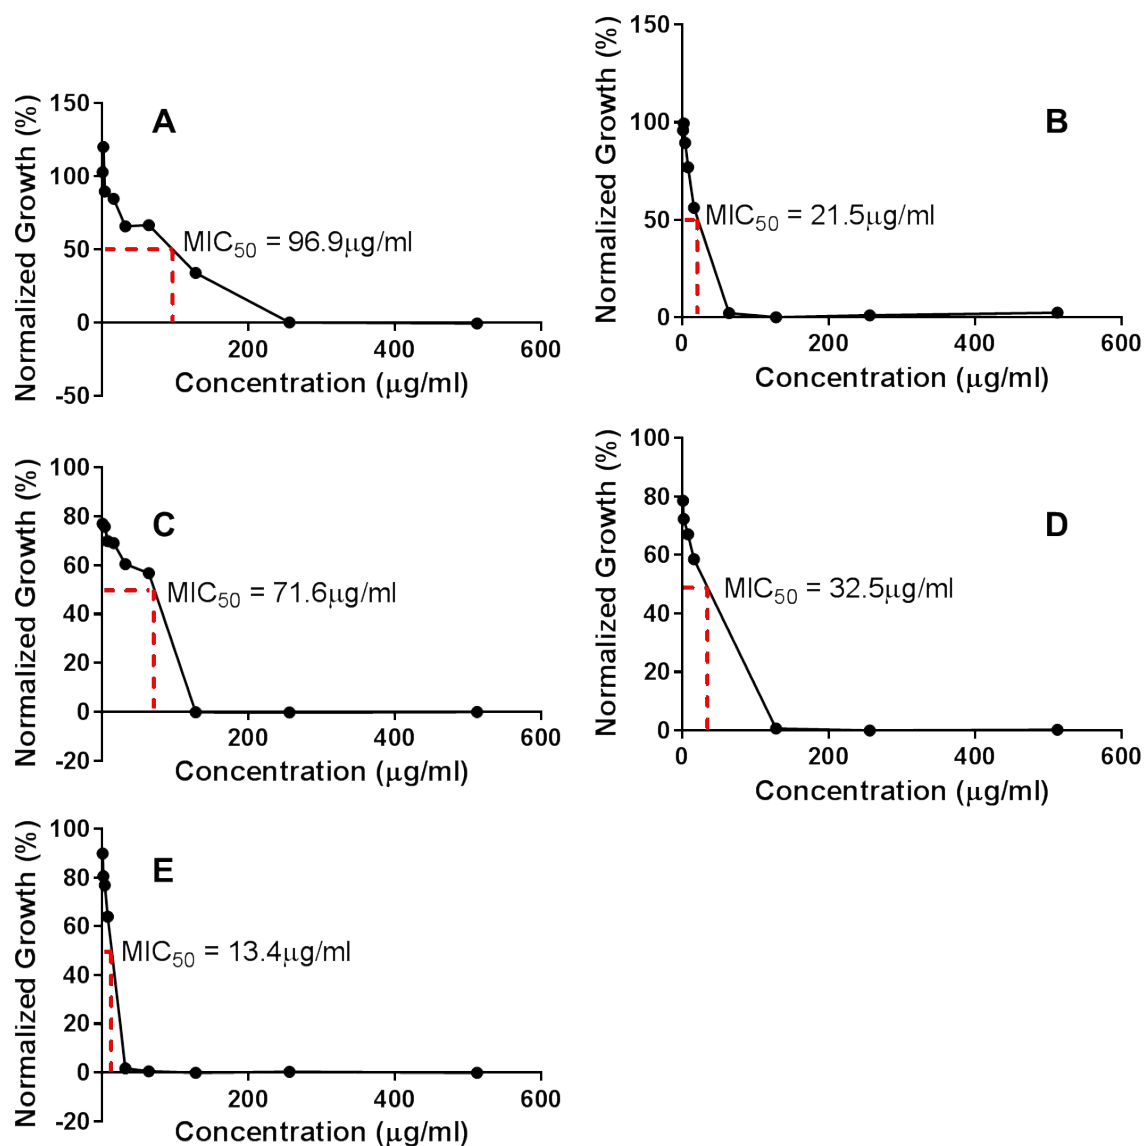 Normalized Growth (%)
150
100
50
0
-50
A
MIC50 = 96.9μg/ml
200
400
600
Concentration (μg/ml)
Normalized Growth (%)
150
100
50
0
B
MIC50 = 21.5μg/ml
0
200
400
600
Concentration (μg/ml)
Normalized Growth (%)
100
80
60
40
20
0
-20
C
MIC50 = 71.6μg/ml
200
400
600
Concentration (μg/ml)
Normalized Growth (%)
100
80
60
40
20
0
D
MIC50 = 32.5μg/ml
0
200
400
600
Concentration (μg/ml)
Normalized Growth (%)
100
80
60
40
20
0
-20
E
MIC50 = 13.4μg/ml
200
400
600
Concentration (μg/ml)